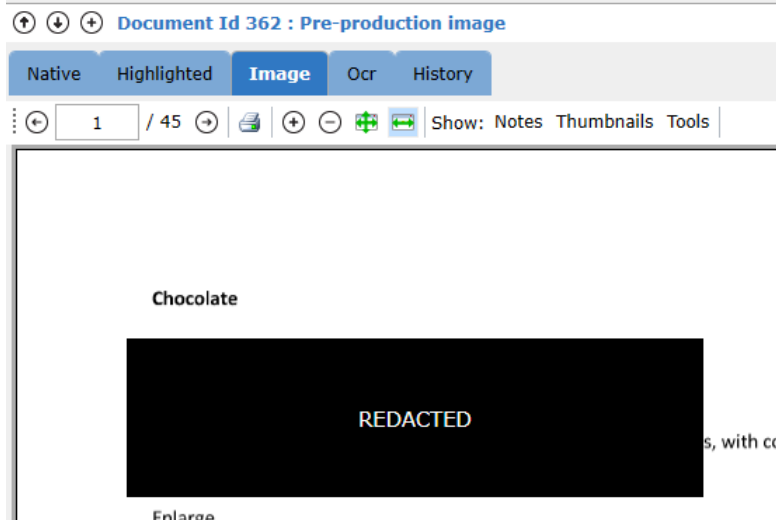 Document Id 362 : Pre-production image
Native Highlighted Image Ocr History
1 / 45 Show: Notes Thumbnails Tools
Chocolate
REDACTED
s, with
Enlarge